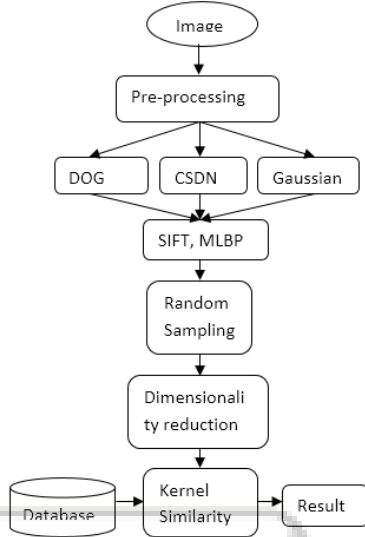 Image
Pre-processing
DOG
CSDN
Gaussian
SIFT, MLBP
Random
Sampling
Dimensionali
ty reduction
Database
Kernel
Similarity
Result